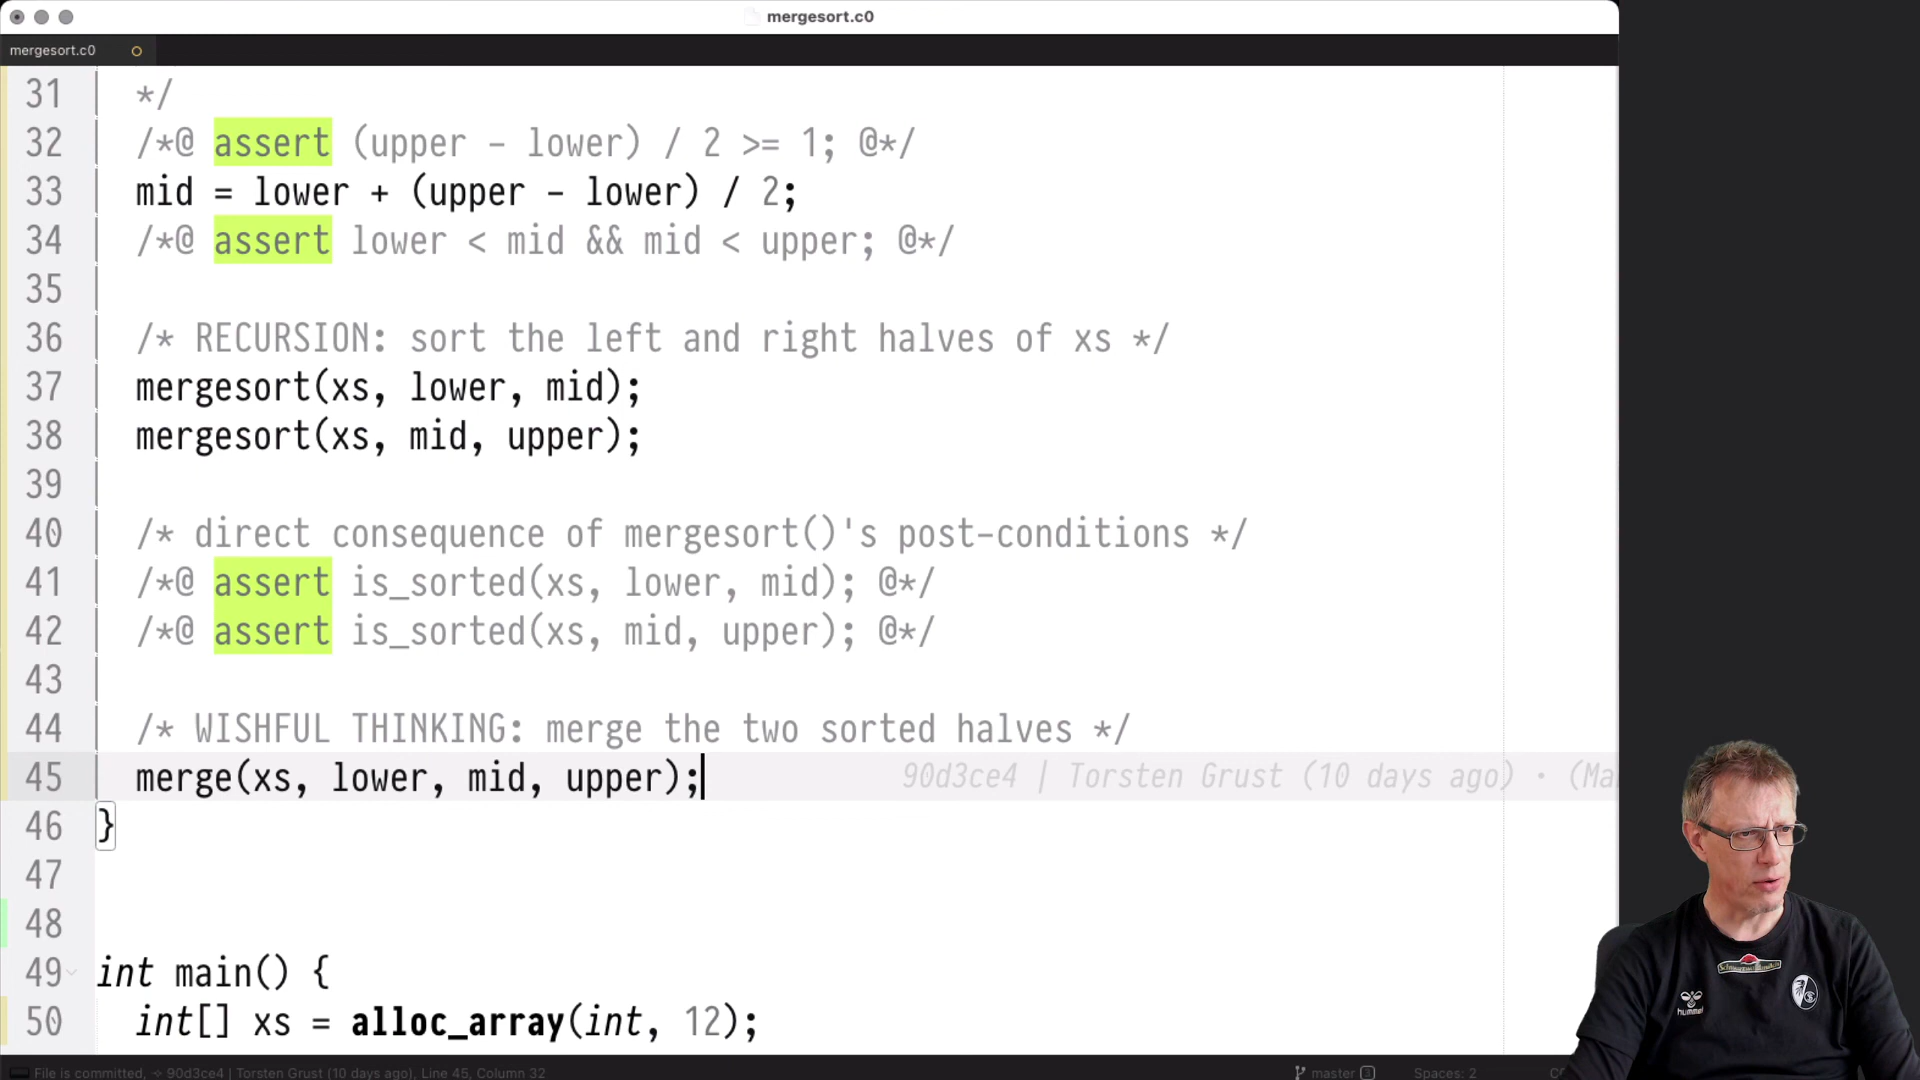 mergesort.c0
mergesort.c0
31 */
32 /*@ assert (upper - lower) / 2 >= 1; @*/
33 mid = lower + (upper - lower) / 2;
34 /*@ assert lower < mid && mid < upper; @*/
35
36 /* RECURSION: sort the left and right halves of xs */
37 mergesort(xs, lower, mid);
38 mergesort(xs, mid, upper);
39
40 /* direct consequence of mergesort()'s post-conditions */
41 /*@ assert is_sorted(xs, lower, mid); @*/
42 /*@ assert is_sorted(xs, mid, upper); @*/
43
44 /* WISHFUL THINKING: merge the two sorted halves */
45 merge(xs, lower, mid, upper); 90d3ce4 | Torsten Grust (10 days ago) · (Ma
46 }
47
48
49 int main() {
50 int[] xs = alloc_array(int, 12);
hummel
File is committed, 90d3ce4 | Torsten Grust (10 days ago), Line 45, Column 32 master 3 Spaces: 2 C0